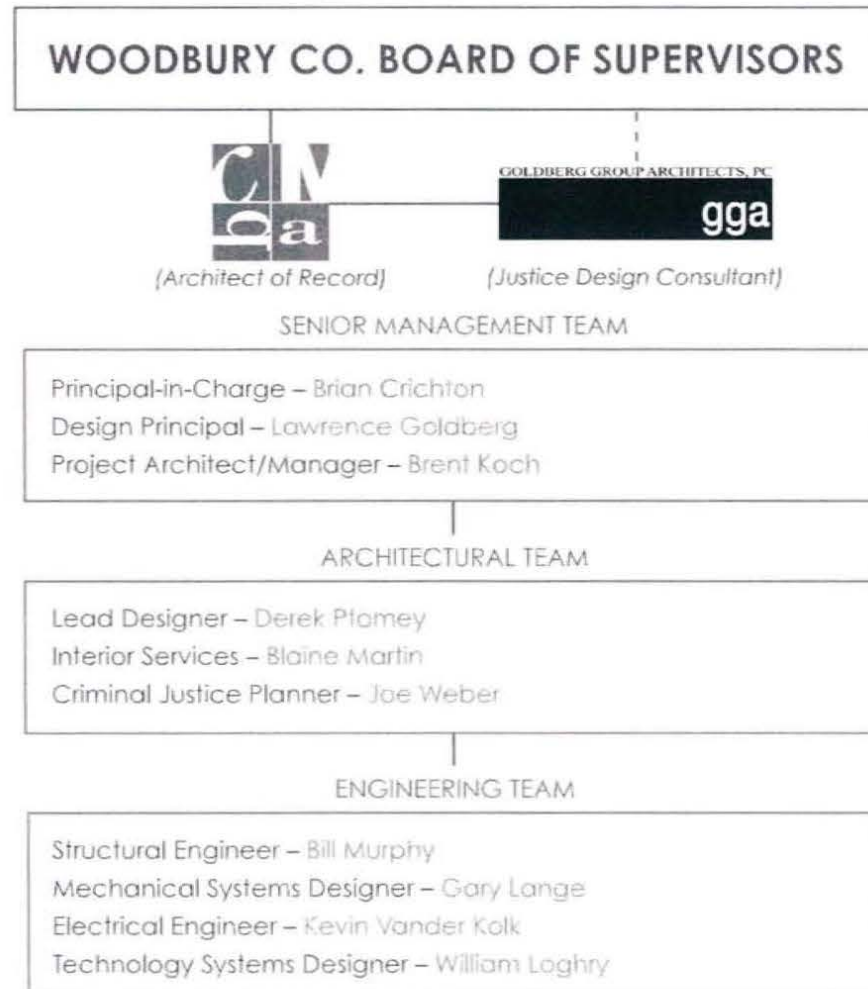 WOODBURY CO. BOARD OF SUPERVISORS
CM
ba
GOLDBERG GROUP ARCHITECTS, PC
gga
(Architect of Record)
(Justice Design Consultant)
SENIOR MANAGEMENT TEAM
Principal-in-Charge – Brian Crichton
Design Principal – Lawrence Goldberg
Project Architect/Manager – Brent Koch
ARCHITECTURAL TEAM
Lead Designer – Derek Ptomey
Interior Services – Blaine Martin
Criminal Justice Planner – Joe Weber
ENGINEERING TEAM
Structural Engineer – Bill Murphy
Mechanical Systems Designer – Gary Lange
Electrical Engineer – Kevin Vander Kolk
Technology Systems Designer – William Loghry